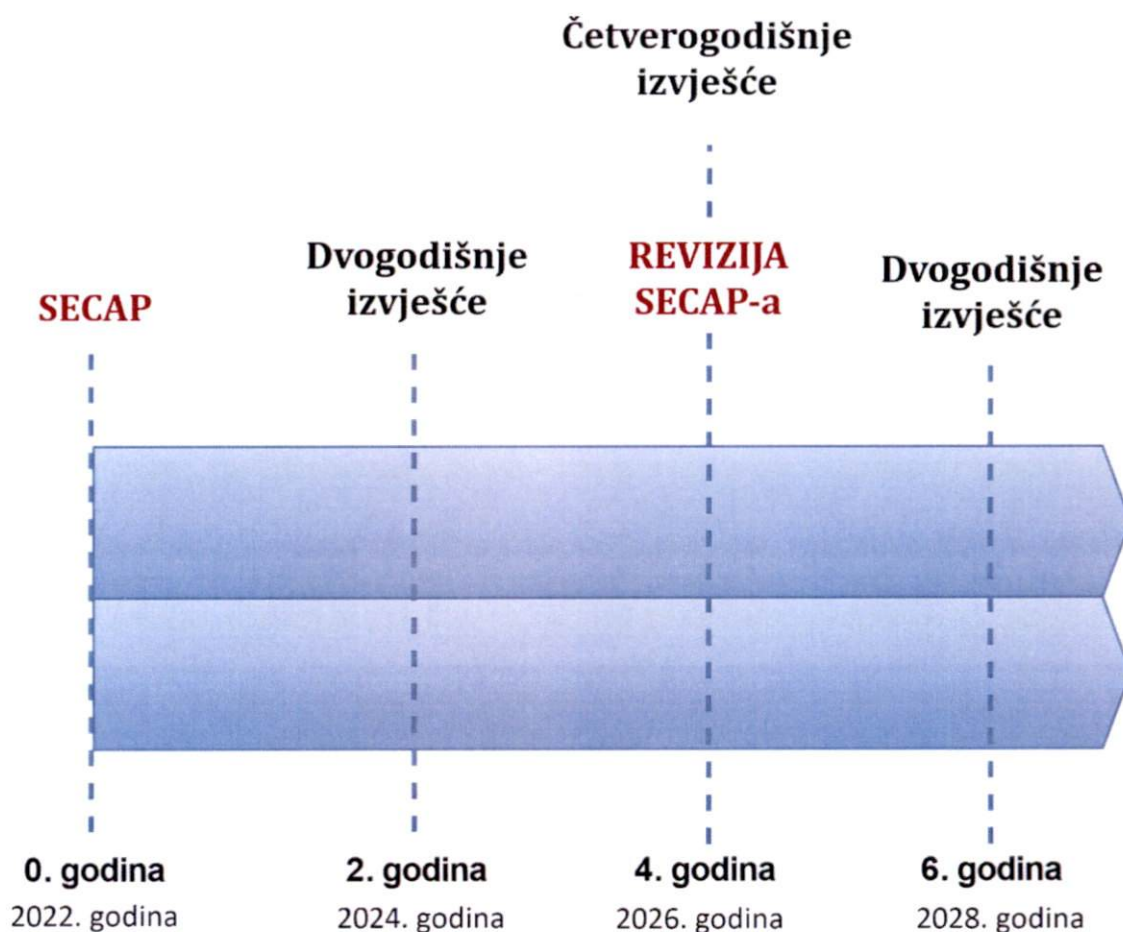 Četverogodišnje
izvješće
SECAP
Dvogodišnje
izvješće
REVIZIJA
SECAP-a
Dvogodišnje
izvješće
0. godina
2. godina
4. godina
6. godina
2022. godina
2024. godina
2026. godina
2028. godina